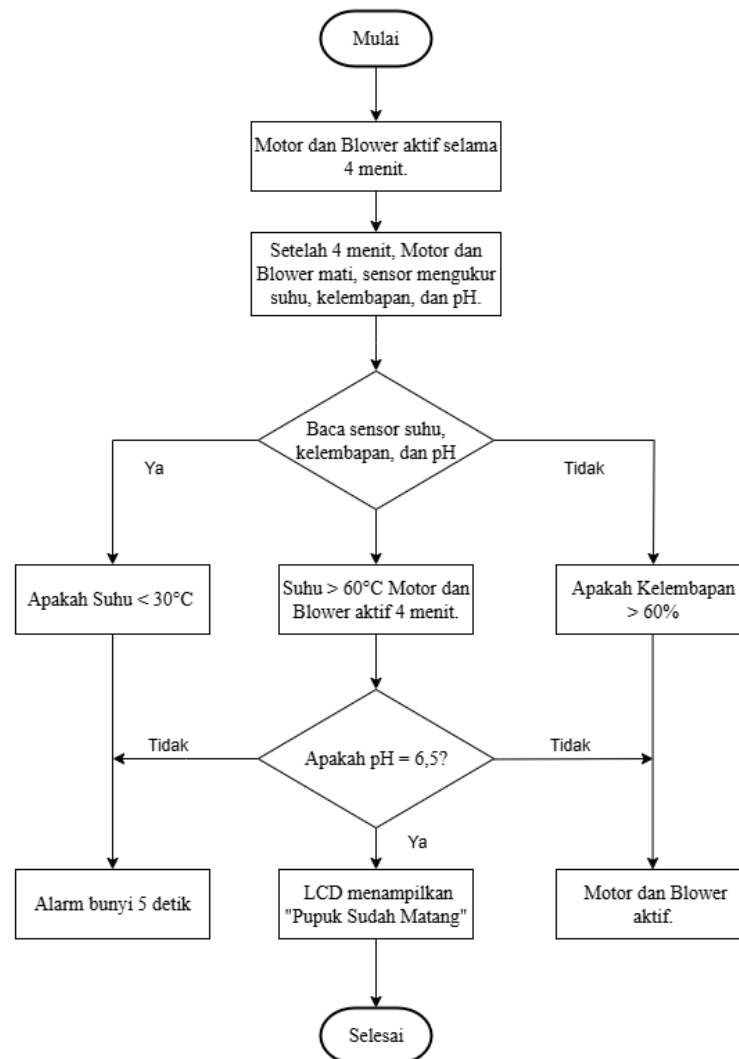 Mulai
Motor dan Blower aktif selama
4 menit.
Setelah 4 menit, Motor dan
Blower mati, sensor mengukur
suhu, kelembapan, dan pH.
Baca sensor suhu,
kelembapan, dan pH
Ya
Tidak
Apakah Suhu < 30°C
Suhu > 60°C Motor dan
Blower aktif 4 menit.
Apakah Kelembapan
> 60%
Tidak
Apakah pH = 6,5?
Tidak
Ya
Alarm bunyi 5 detik
LCD menampilkan
"Pupuk Sudah Matang"
Motor dan Blower
aktif.
Selesai